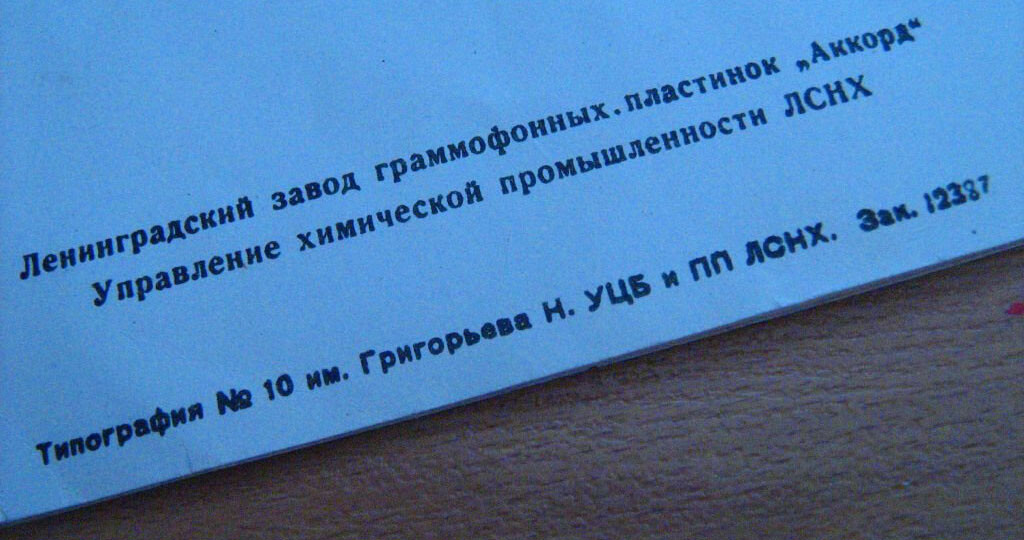 Ленинградский завод граммофонных.пластинок „Аккорд“
Управление химической промышленности ЛСНХ
Типография № 10 им. Григорьева Н. УЦБ и ПП ЛСНХ. Зак. 12387